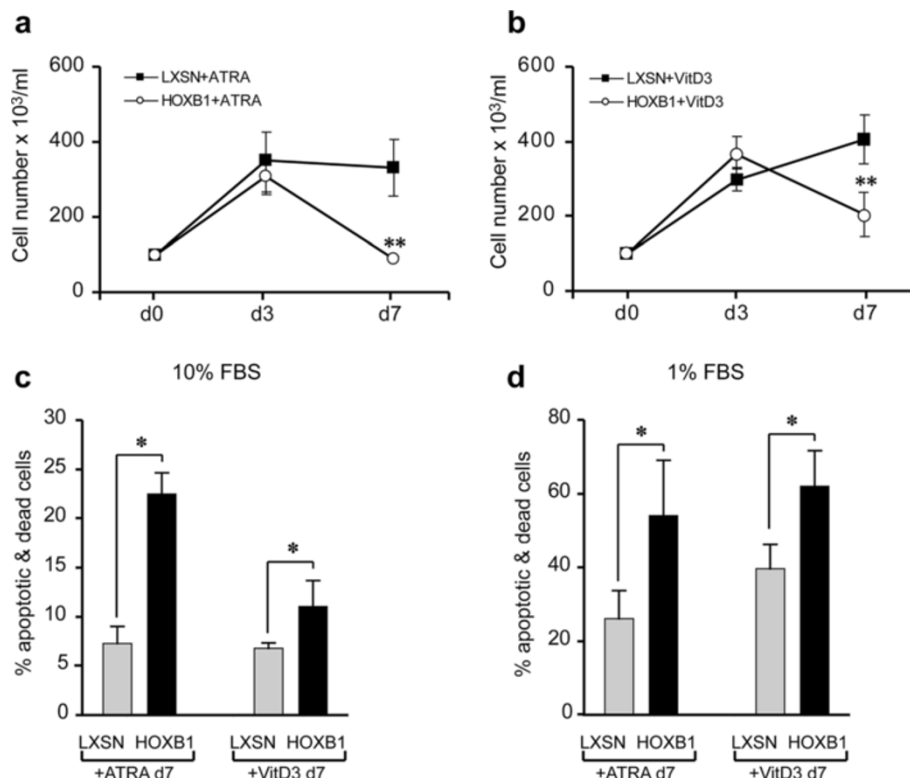 a
600
400
200
0
Cell number x 10³/ml
LXSN+ATRA
HOXB1+ATRA
**
d0 d3 d7
b
600
400
200
0
Cell number x 10³/ml
LXSN+VitD3
HOXB1+VitD3
**
d0 d3 d7
c
10% FBS
30
25
20
15
10
5
0
% apoptotic & dead cells
*
*
LXSN HOXB1 LXSN HOXB1
+ATRA d7 +VitD3 d7
d
1% FBS
80
60
40
20
0
% apoptotic & dead cells
*
*
LXSN HOXB1 LXSN HOXB1
+ATRA d7 +VitD3 d7